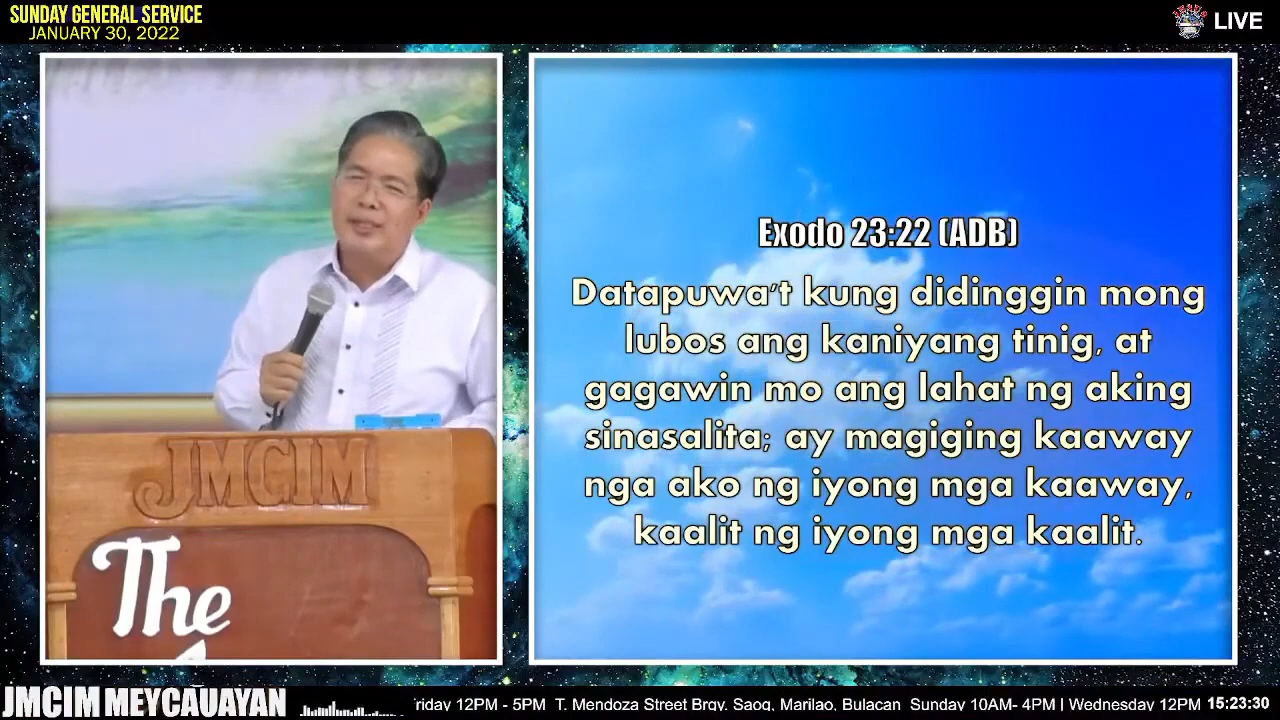 SUNDAY GENERAL SERVICE
JANUARY 30, 2022
LIVE
Exodo 23:22 (ADB)
Datapuwa't kung didinggin mong
lubos ang kaniyang tinig, at
gagawin mo ang lahat ng aking
sinasalita; ay magiging kaaway
nga ako ng iyong mga kaaway,
kaalit ng iyong mga kaalit.
JMCIM
The
JMCIM MEYCAUAYAN
riday 12PM - 5PM T. Mendoza Street Brgy. Saog, Marilao, Bulacan Sunday 10AM- 4PM | Wednesday 12PM 15:23:30